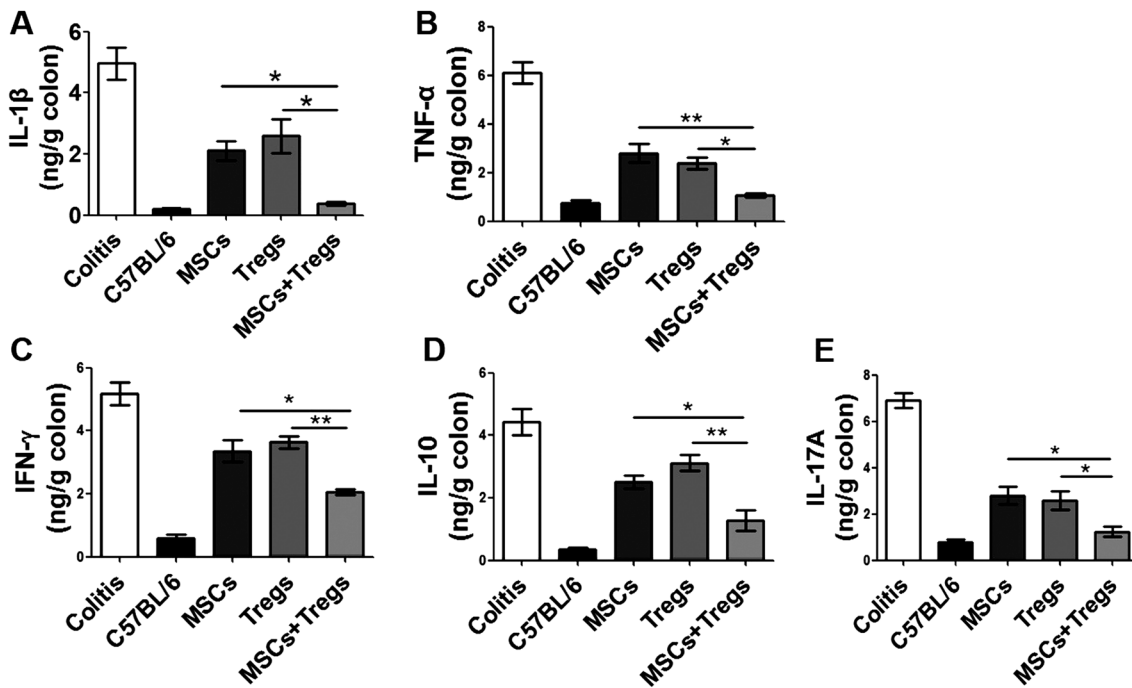 A
IL-1β
(ng/g colon)
6
4
2
0
*
*
Colitis
C57BL/6
MSCs
Tregs
MSCs+Tregs
B
TNF-α
(ng/g colon)
8
6
4
2
0
**
*
Colitis
C57BL/6
MSCs
Tregs
MSCs+Tregs
C
IFN-γ
(ng/g colon)
6
4
2
0
*
**
Colitis
C57BL/6
MSCs
Tregs
MSCs+Tregs
D
IL-10
(ng/g colon)
6
4
2
0
*
**
Colitis
C57BL/6
MSCs
Tregs
MSCs+Tregs
E
IL-17A
(ng/g colon)
8
6
4
2
0
*
*
Colitis
C57BL/6
MSCs
Tregs
MSCs+Tregs